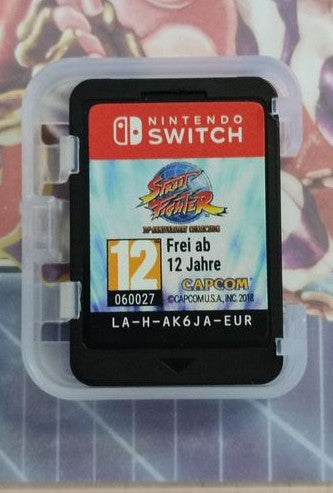 NINTENDO
SWITCH
STREET
FIGHTER
30TH ANNIVERSARY COLLECTION
12
Frei ab
12 Jahre
060027
CAPCOM
©CAPCOM U.S.A., INC. 2018
LA-H-AK6JA-EUR